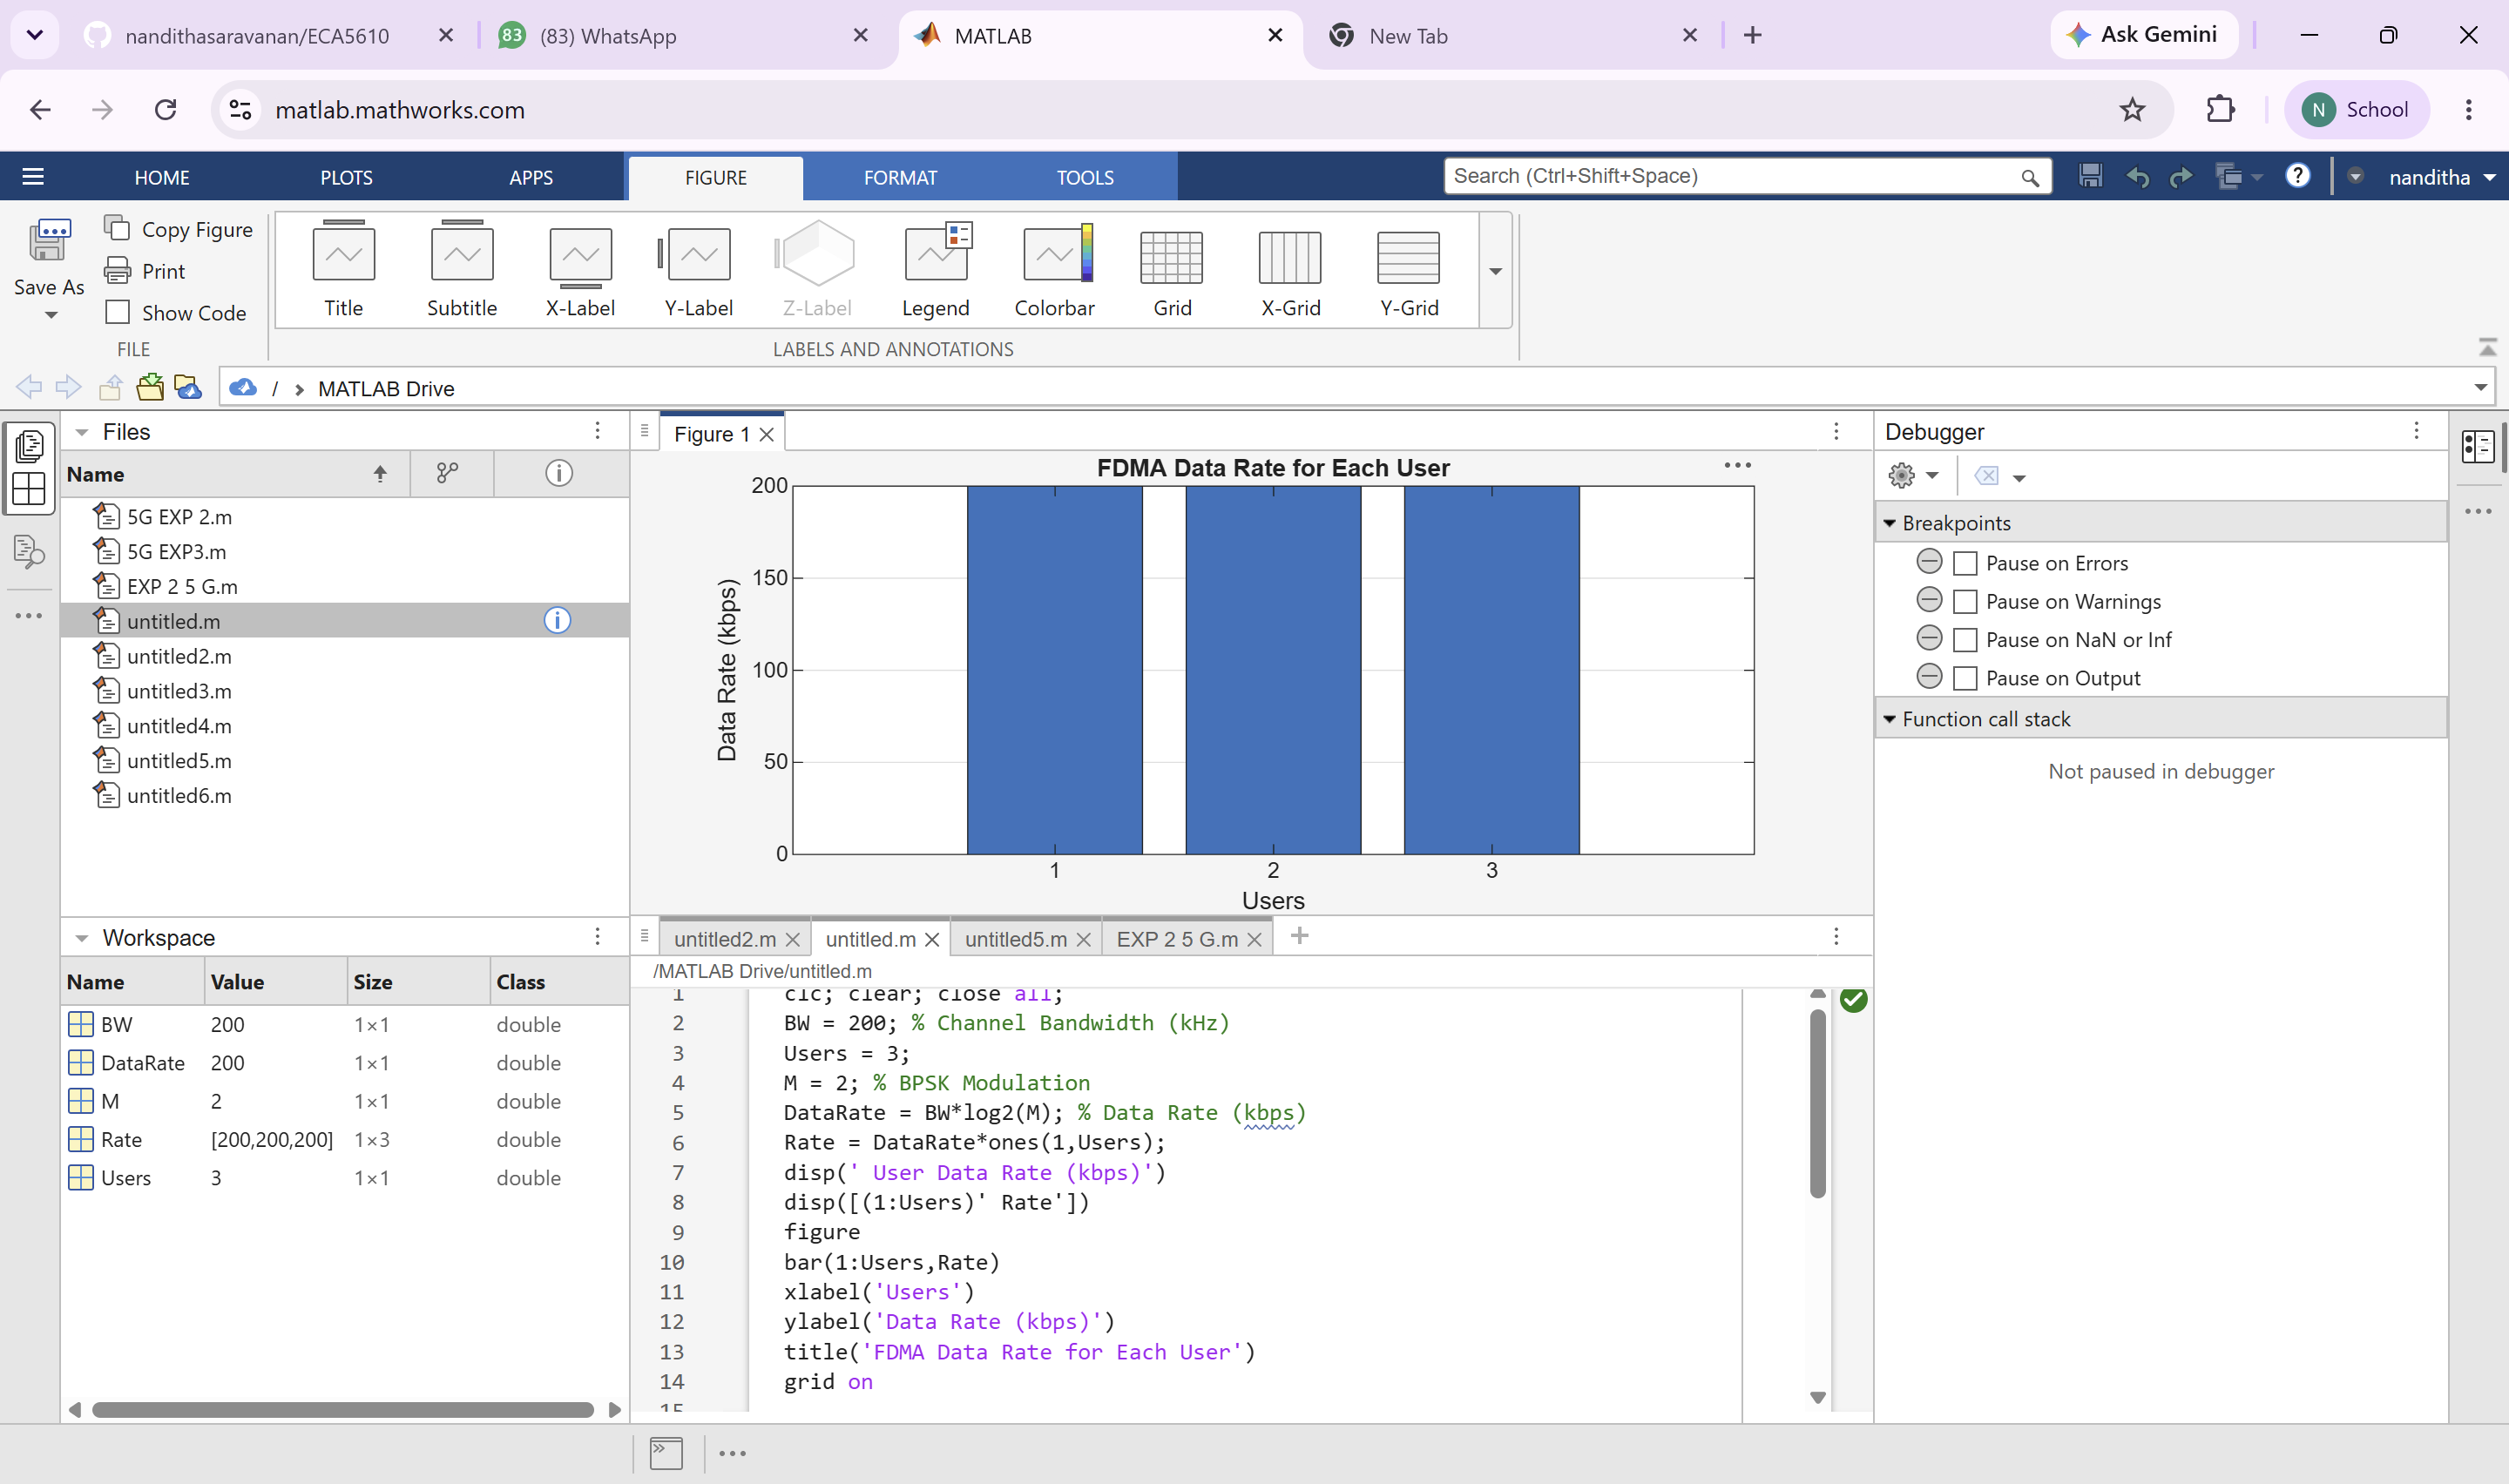 nandithasaravanan/ECA5610
83 (83) WhatsApp
MATLAB
New Tab
Ask Gemini
matlab.mathworks.com
N School
HOME PLOTS APPS FIGURE FORMAT TOOLS
Search (Ctrl+Shift+Space)
? nanditha
Save As
Copy Figure
Print
Show Code
FILE
Title Subtitle X-Label Y-Label Z-Label Legend Colorbar Grid X-Grid Y-Grid
LABELS AND ANNOTATIONS
/ > MATLAB Drive
Files
Name
5G EXP 2.m
5G EXP3.m
EXP 2 5 G.m
untitled.m
untitled2.m
untitled3.m
untitled4.m
untitled5.m
untitled6.m
Workspace
Name Value Size Class
BW 200 1×1 double
DataRate 200 1×1 double
M 2 1×1 double
Rate [200,200,200] 1×3 double
Users 3 1×1 double
Figure 1
FDMA Data Rate for Each User
Data Rate (kbps)
200
150
100
50
0
1 2 3
Users
untitled2.m untitled.m untitled5.m EXP 2 5 G.m
/MATLAB Drive/untitled.m
1 clc; clear; close all;
2 BW = 200; % Channel Bandwidth (kHz)
3 Users = 3;
4 M = 2; % BPSK Modulation
5 DataRate = BW*log2(M); % Data Rate (kbps)
6 Rate = DataRate*ones(1,Users);
7 disp(' User Data Rate (kbps)')
8 disp([(1:Users)' Rate'])
9 figure
10 bar(1:Users,Rate)
11 xlabel('Users')
12 ylabel('Data Rate (kbps)')
13 title('FDMA Data Rate for Each User')
14 grid on
15
Debugger
Breakpoints
Pause on Errors
Pause on Warnings
Pause on NaN or Inf
Pause on Output
Function call stack
Not paused in debugger